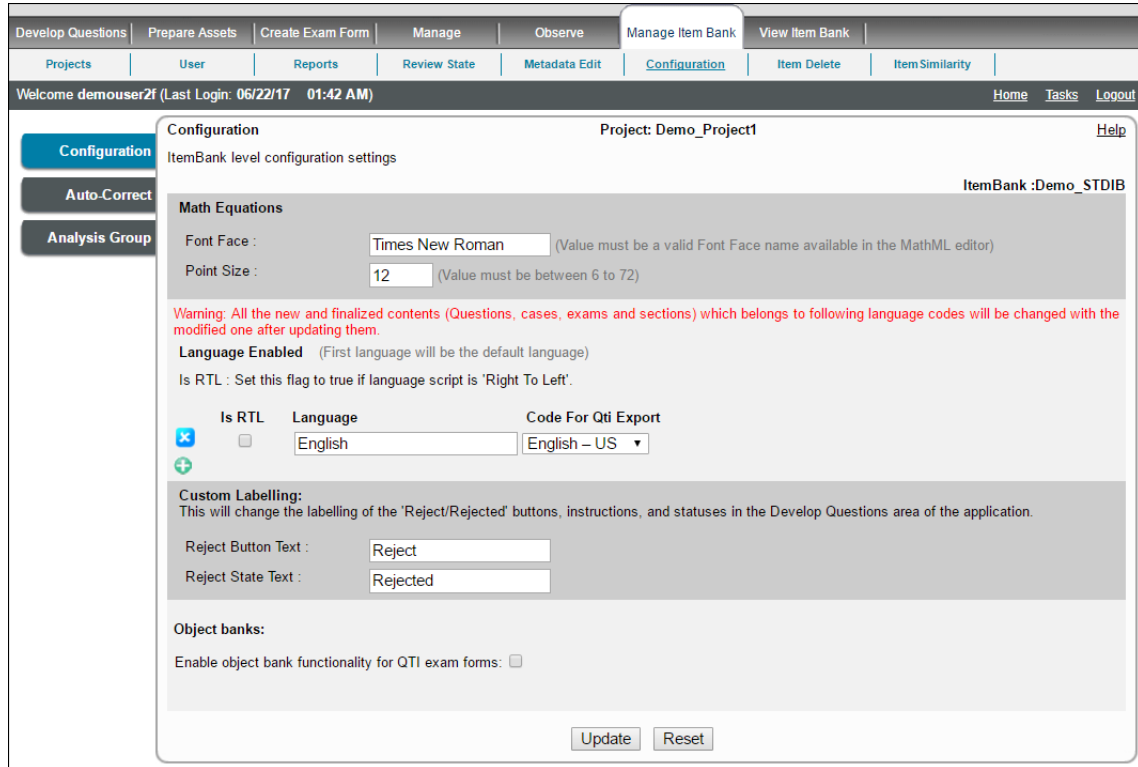 Develop Questions Prepare Assets Create Exam Form Manage Observe Manage Item Bank View Item Bank
Projects User Reports Review State Metadata Edit Configuration Item Delete ItemSimilarity
Welcome demouser2f (Last Login: 06/22/17 01:42 AM) Home Tasks Logout
Configuration Project: Demo_Project1 Help
Configuration
ItemBank level configuration settings
ItemBank :Demo_STDIB
Auto-Correct
Math Equations
Analysis Group
Font Face : Times New Roman (Value must be a valid Font Face name available in the MathML editor)
Point Size : 12 (Value must be between 6 to 72)
Warning: All the new and finalized contents (Questions, cases, exams and sections) which belongs to following language codes will be changed with the
modified one after updating them.
Language Enabled (First language will be the default language)
Is RTL : Set this flag to true if language script is 'Right To Left'.
Is RTL Language Code For Qti Export
English English – US
Custom Labelling:
This will change the labelling of the 'Reject/Rejected' buttons, instructions, and statuses in the Develop Questions area of the application.
Reject Button Text : Reject
Reject State Text : Rejected
Object banks:
Enable object bank functionality for QTI exam forms:
Update Reset